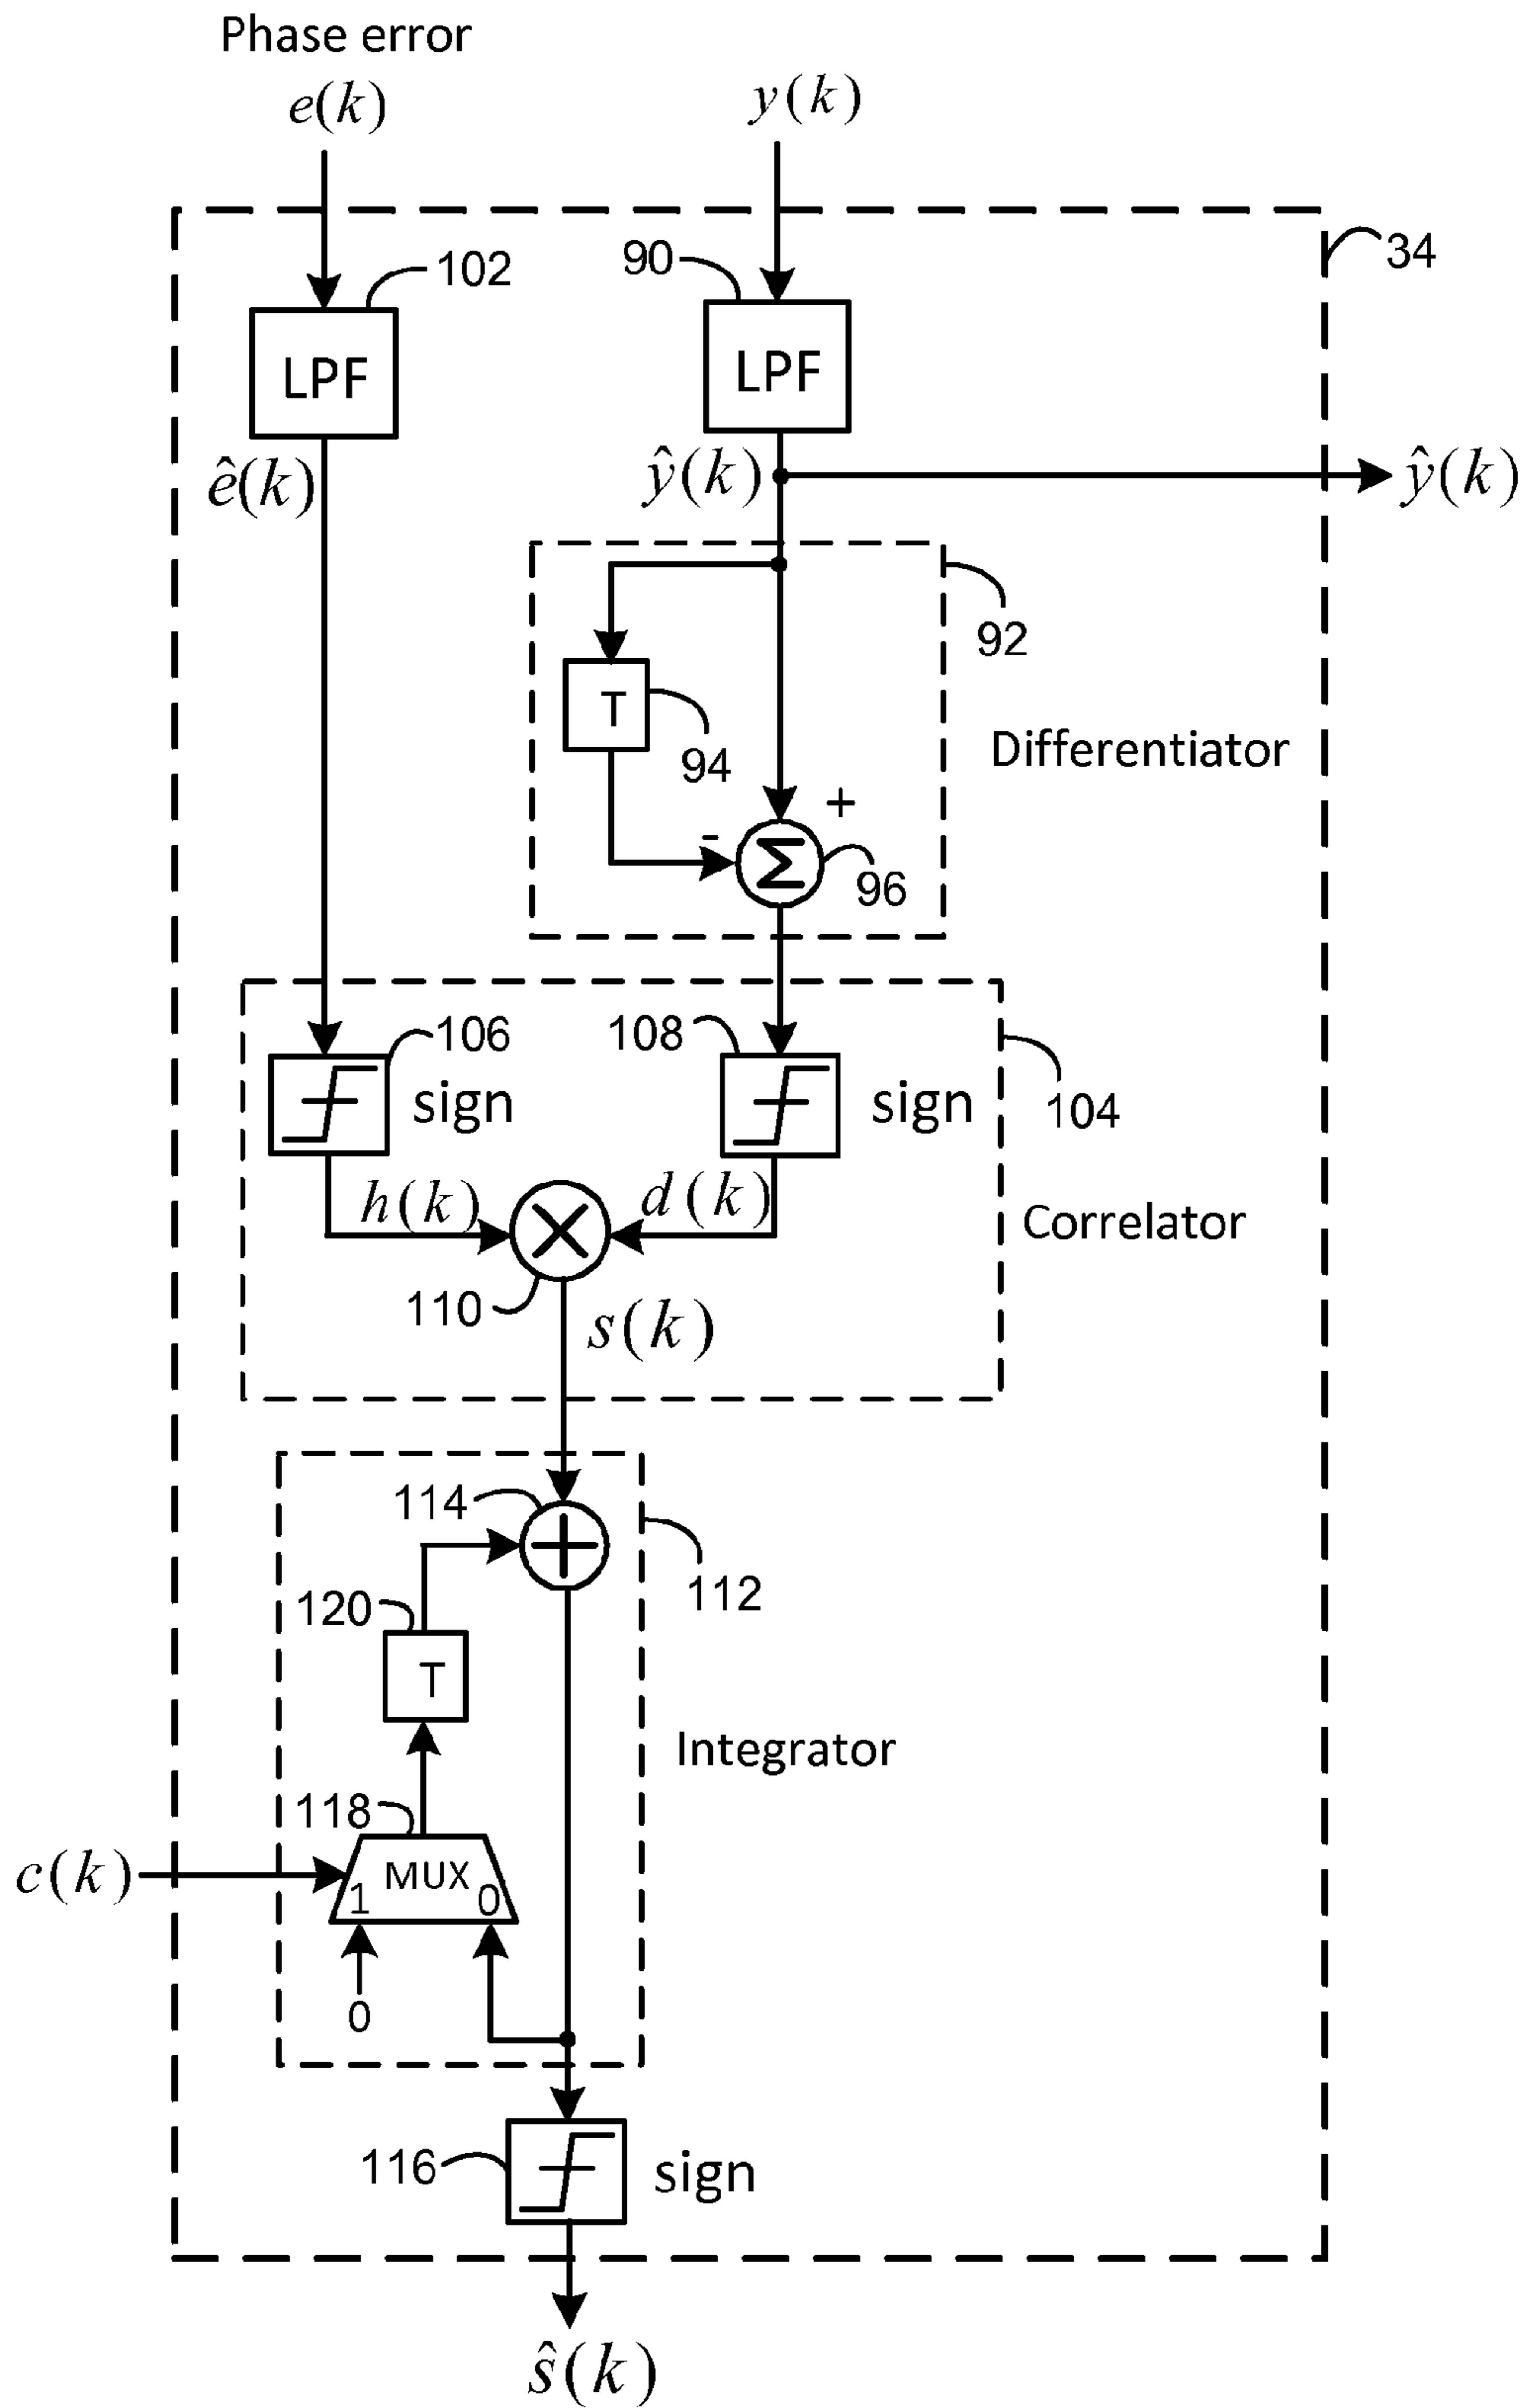 Phase error
e(k)
y(k)
34
102
90
LPF
LPF
ê(k)
ŷ(k)
ŷ(k)
92
T
94
Differentiator
+
-
Σ
96
106
108
sign
sign
104
h(k)
d(k)
Correlator
110
s(k)
114
112
120
T
Integrator
118
c(k)
MUX
1
0
0
116
sign
ŝ(k)